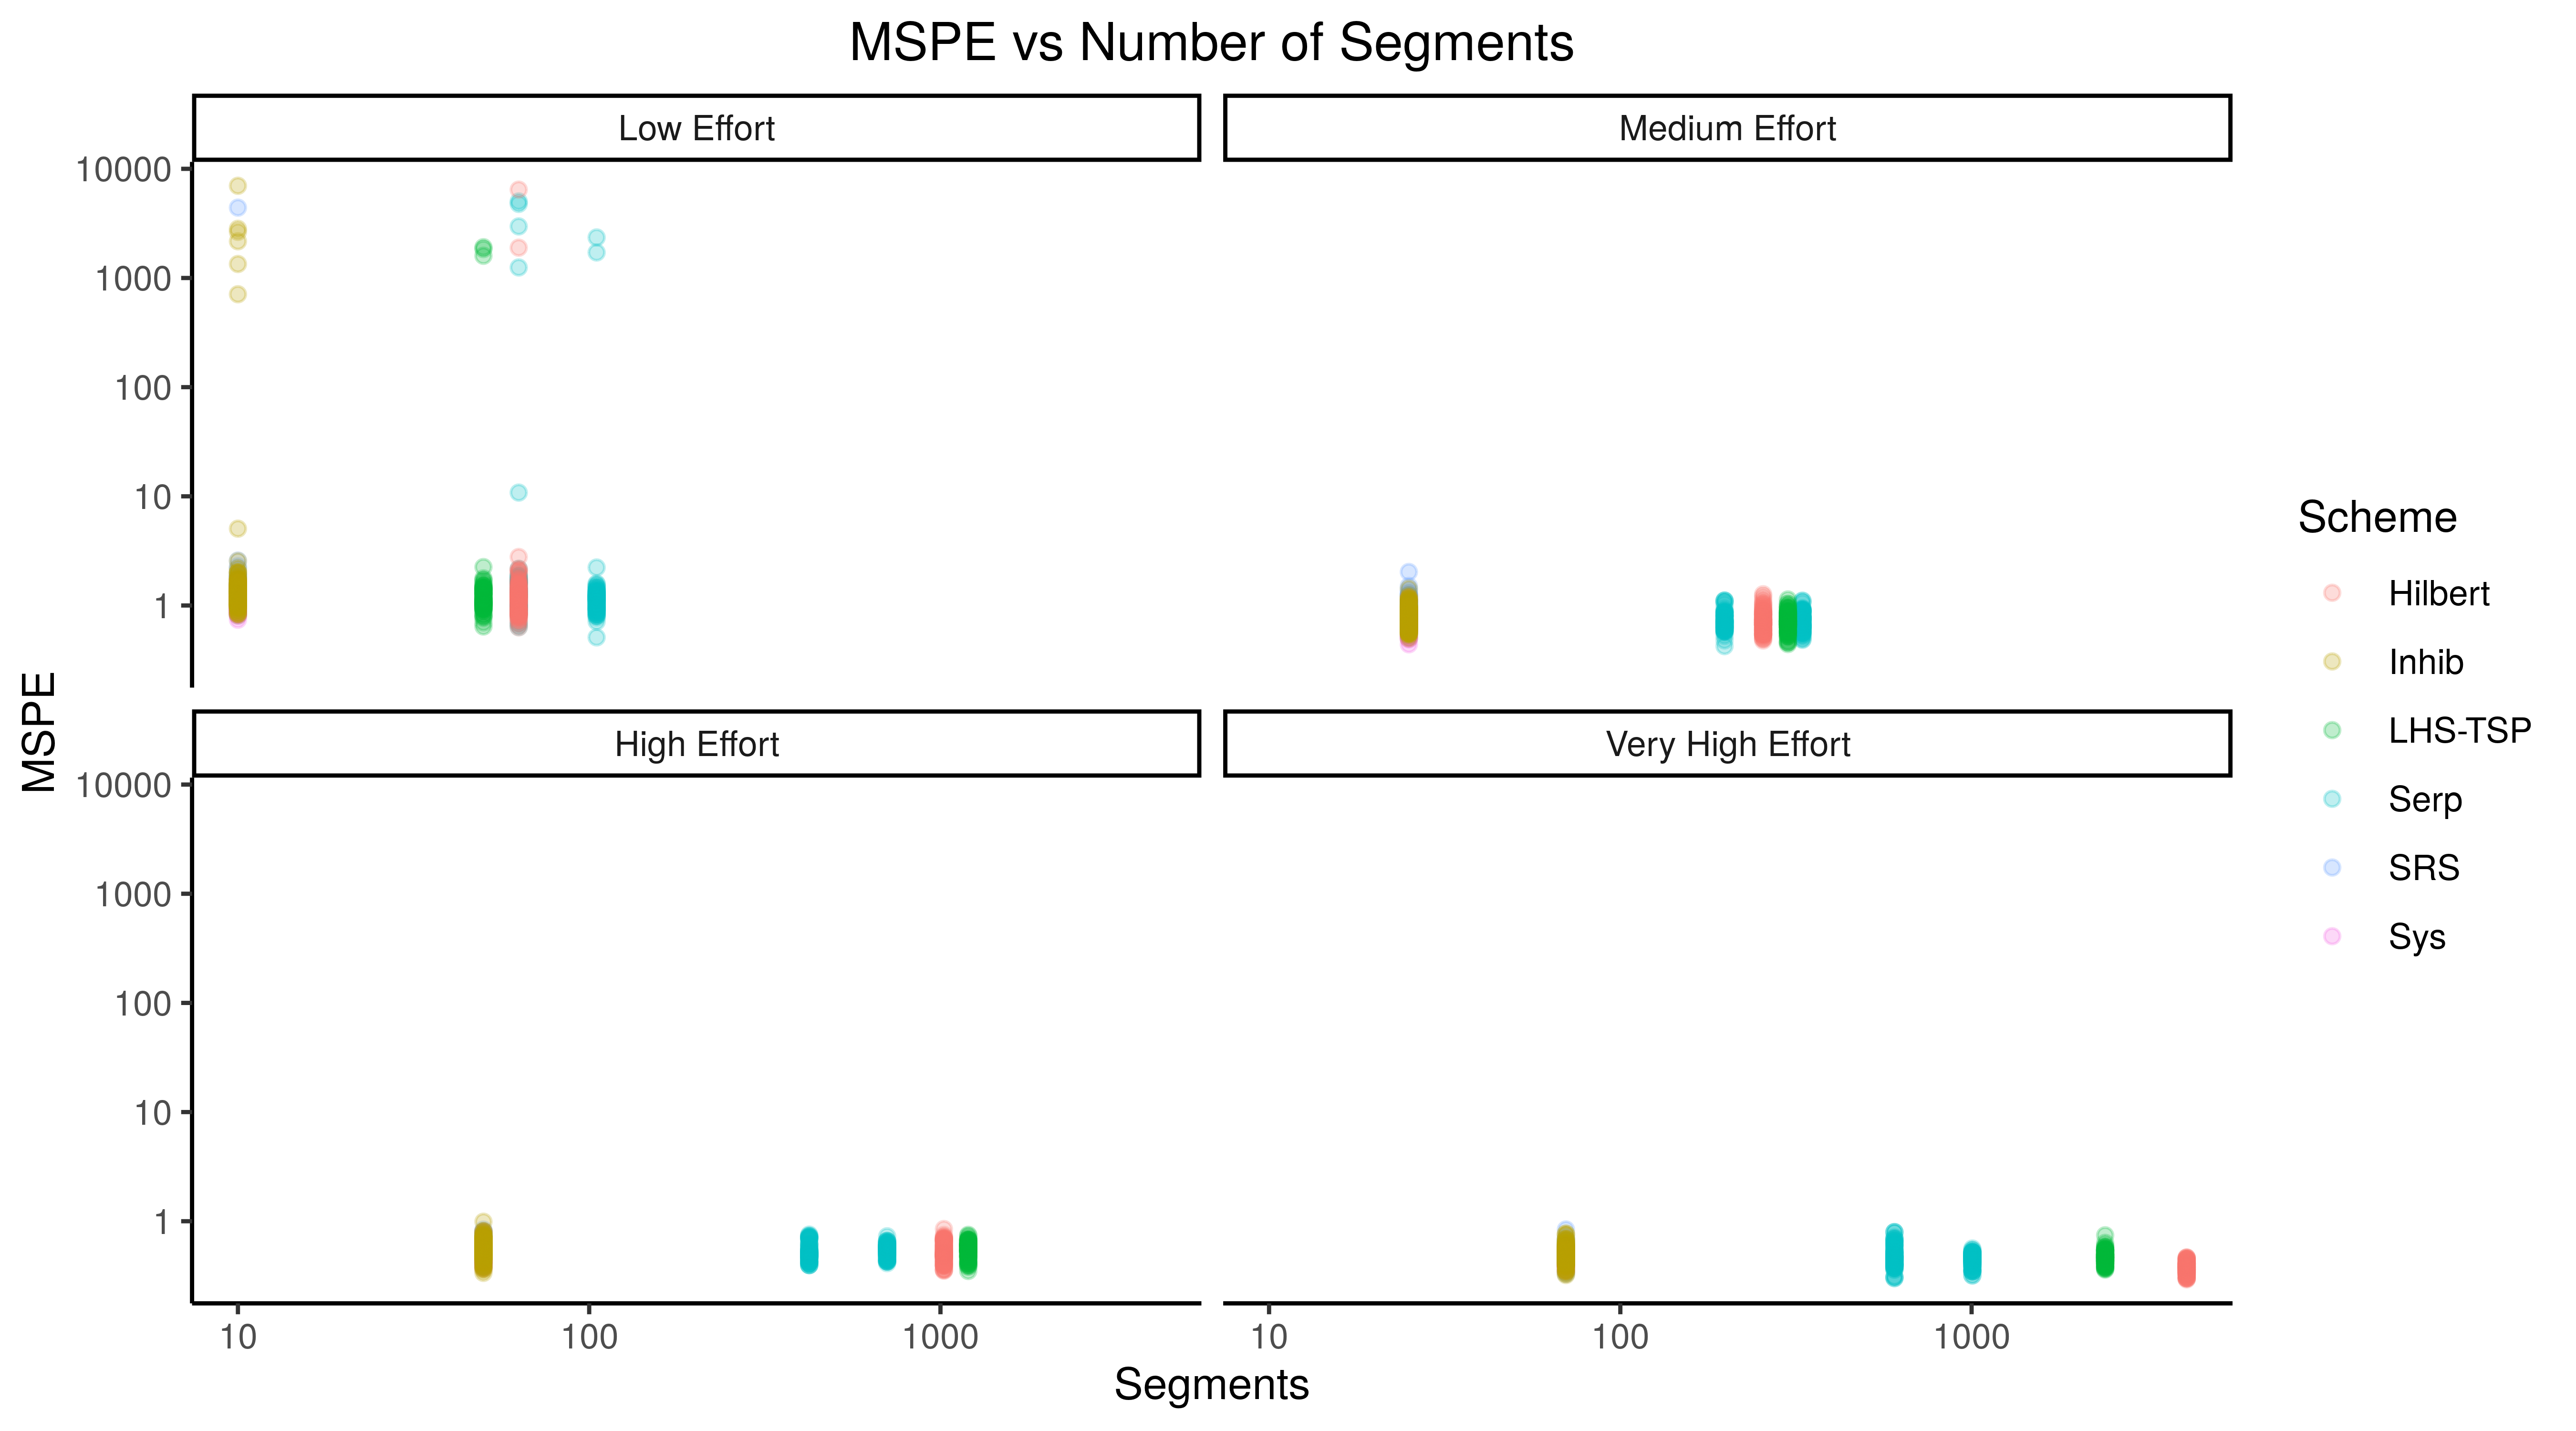 MSPE vs Number of Segments
Low Effort
Medium Effort
10000
1000
100
10
1
High Effort
Very High Effort
10000
1000
100
10
1
10
100
1000
10
100
1000
Segments
MSPE
Scheme
Hilbert
Inhib
LHS-TSP
Serp
SRS
Sys